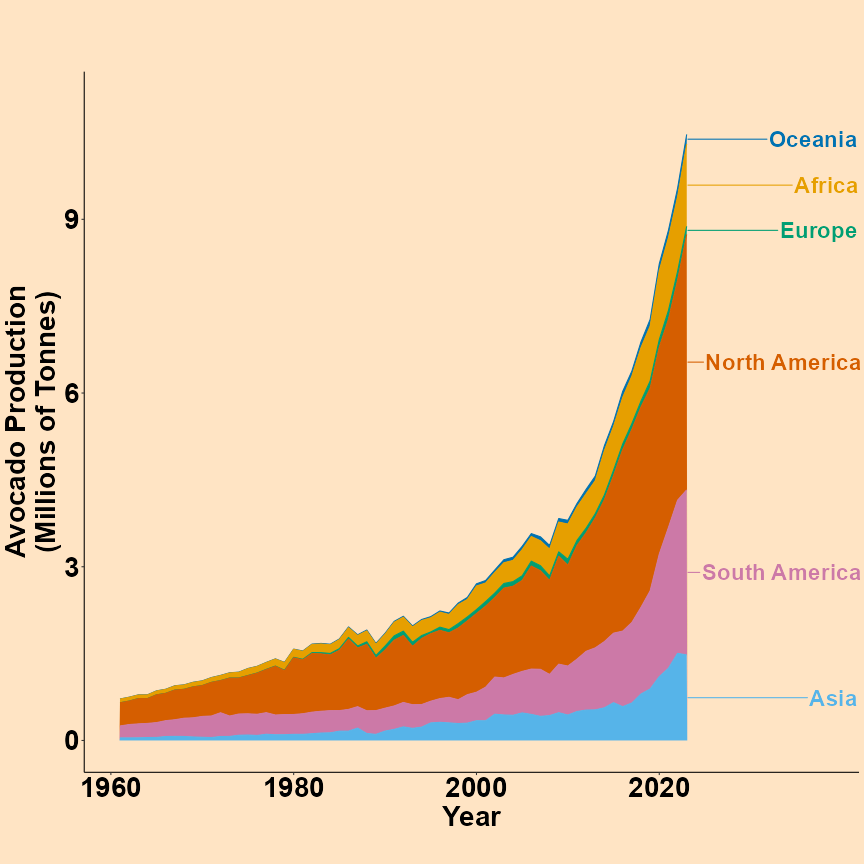 Oceania
Africa
Europe
North America
South America
Asia
9
6
3
0
Avocado Production
(Millions of Tonnes)
1960 1980 2000 2020
Year